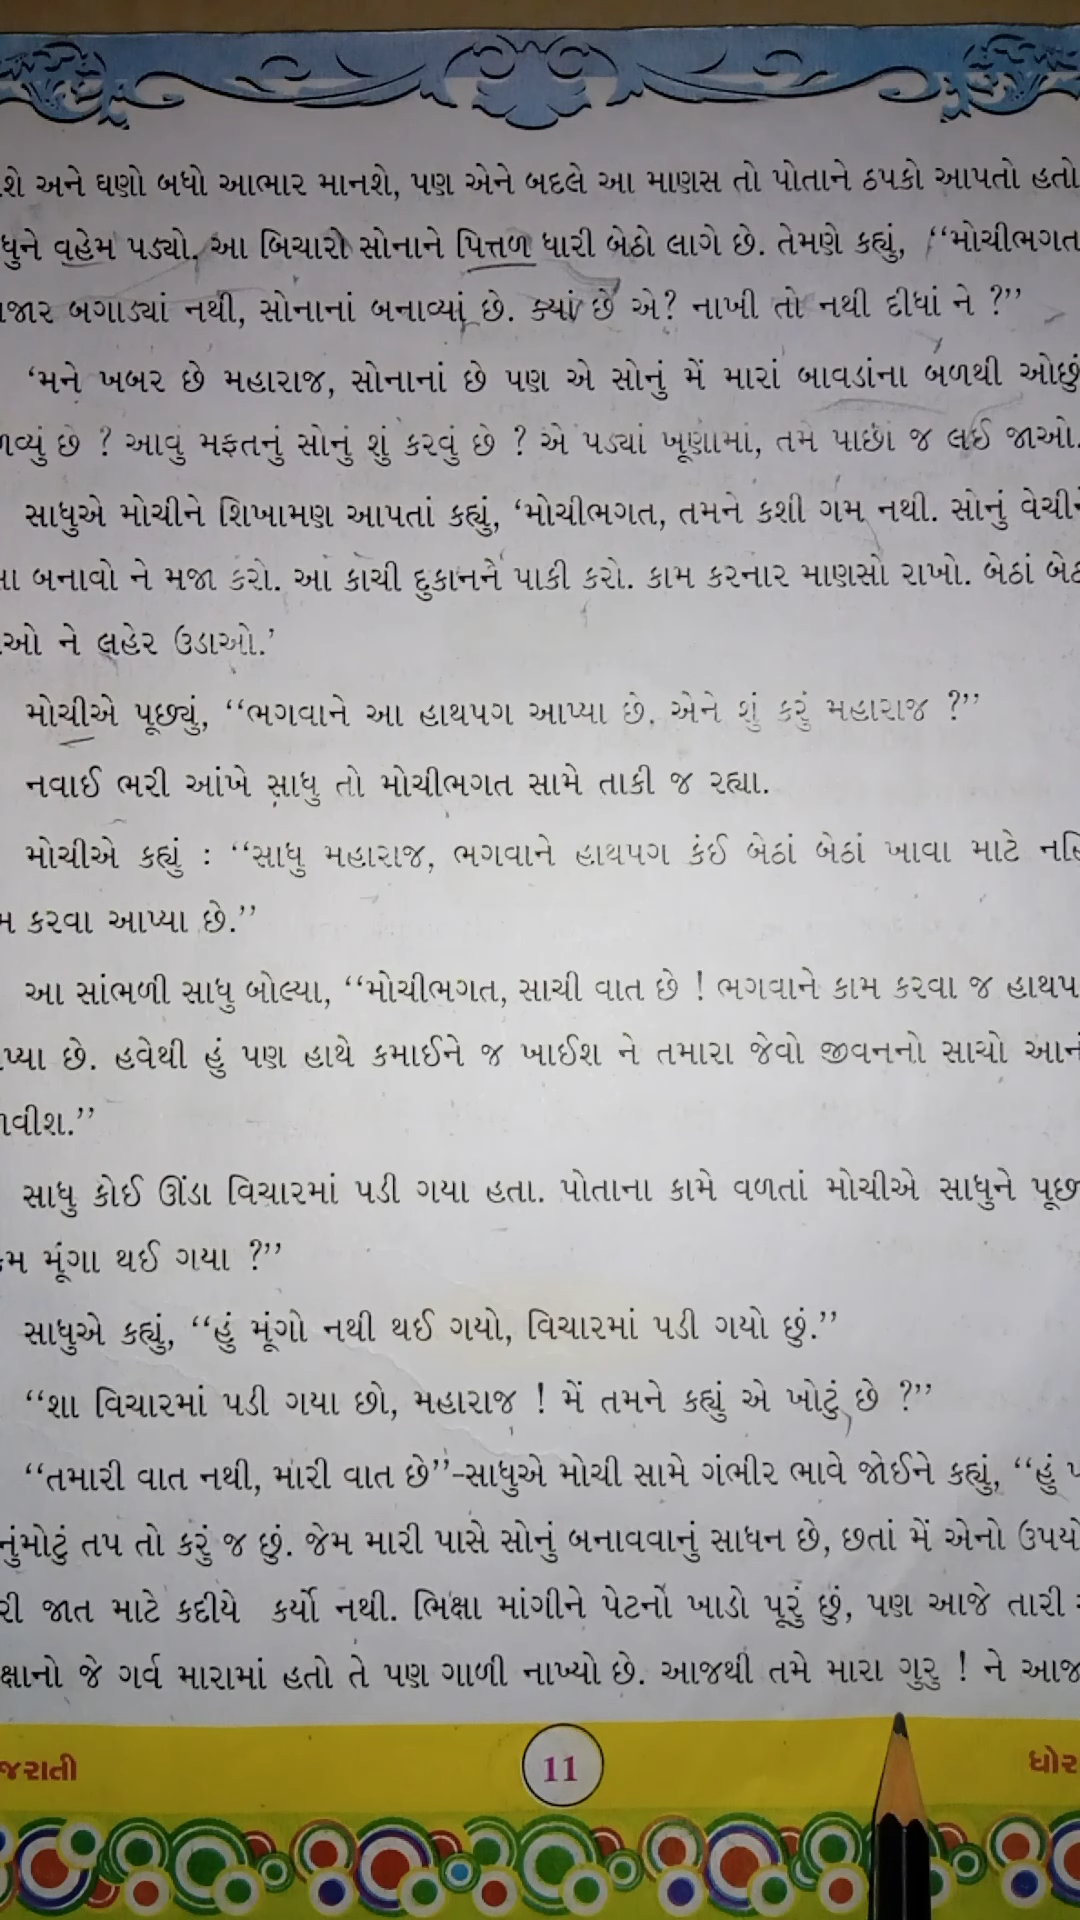 અને ઘણો બધો આભાર માનશે, પણ એને બદલે આ માણસ તો પોતાને ઠપકો આપતો હતો
વહેમ પડ્યો. આ બિચારો સોનાને પિત્તળ ધારી બેઠો લાગે છે. તેમણે કહ્યું, “મોચીભગત
બગાડ્યાં નથી, સોનાનાં બનાવ્યાં છે. ક્યાં છે એ? નાખી તો નથી દીધાં ને ?”
‘મને ખબર છે મહારાજ, સોનાનાં છે પણ એ સોનું મેં મારાં બાવડાંના બળથી ઓછું
છે ? આવું મફતનું સોનું શું કરવું છે ? એ પડ્યાં ખૂણામાં, તમે પાછાં જ લઈ જાઓ.
સાધુએ મોચીને શિખામણ આપતાં કહ્યું, ‘મોચીભગત, તમને કશી ગમ નથી. સોનું
બનાવો ને મજા કરો. આ કાચી દુકાનને પાકી કરો. કામ કરનાર માણસો રાખો. બેઠાં
ને લહેર ઉડાઓ.’
મોચીએ પૂછ્યું, “ભગવાને આ હાથપગ આપ્યા છે. એને શું કરું મહારાજ ?”
નવાઈ ભરી આંખે સાધુ તો મોચીભગત સામે તાકી જ રહ્યા.
મોચીએ કહ્યું : “સાધુ મહારાજ, ભગવાને હાથપગ કંઈ બેઠાં બેઠાં ખાવા માટે
કરવા આપ્યા છે.”
આ સાંભળી સાધુ બોલ્યા, “મોચીભગત, સાચી વાત છે ! ભગવાને કામ કરવા જ
છે. હવેથી હું પણ હાથે કમાઈને જ ખાઈશ ને તમારા જેવો જીવનનો સાચો
સાધુ કોઈ ઊંડા વિચારમાં પડી ગયા હતા. પોતાના કામે વળતાં મોચીએ સાધુને
મૂંગા થઈ ગયા ?”
સાધુએ કહ્યું, “હું મૂંગો નથી થઈ ગયો, વિચારમાં પડી ગયો છું.”
“શા વિચારમાં પડી ગયા છો, મહારાજ ! મેં તમને કહ્યું એ ખોટું છે ?”
“તમારી વાત નથી, મારી વાત છે”-સાધુએ મોચી સામે ગંભીર ભાવે જોઈને કહ્યું, “હું
તપ તો કરું જ છું. જેમ મારી પાસે સોનું બનાવવાનું સાધન છે, છતાં મેં એનો
જાત માટે કદીયે કર્યો નથી. ભિક્ષા માંગીને પેટનો ખાડો પૂરું છું, પણ આજે તારી
જે ગર્વ મારામાં હતો તે પણ ગાળી નાખ્યો છે. આજથી તમે મારા ગુરુ ! ને
11